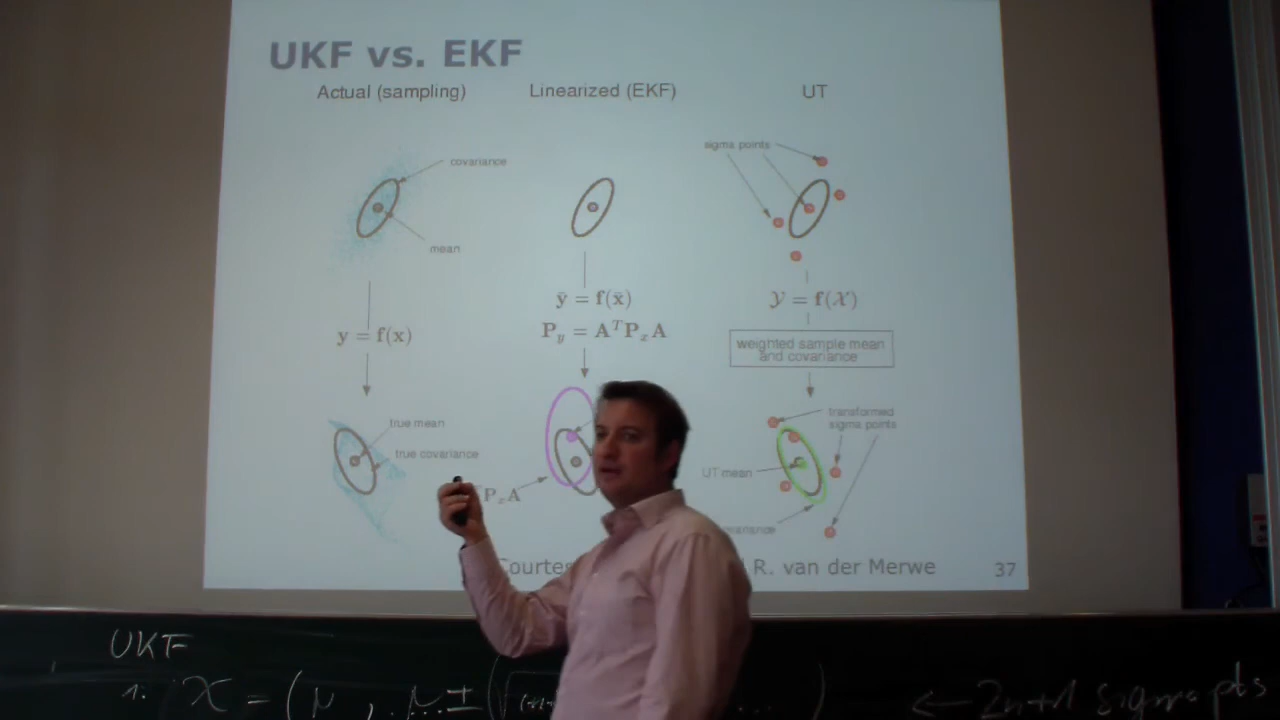 UKF vs. EKF
Actual (sampling)
Linearized (EKF)
UT
covariance
mean
y = f(x)
true mean
true covariance
ȳ = f(x̄)
P_y = A^T P_x A
P_x A
sigma points
𝒴 = f(𝒳)
weighted sample mean
and covariance
transformed
sigma points
UT mean
R. van der Merwe
37
UKF
1. 𝒳 = (μ, μ ± (√
...)
← 2n+1 sigma pts